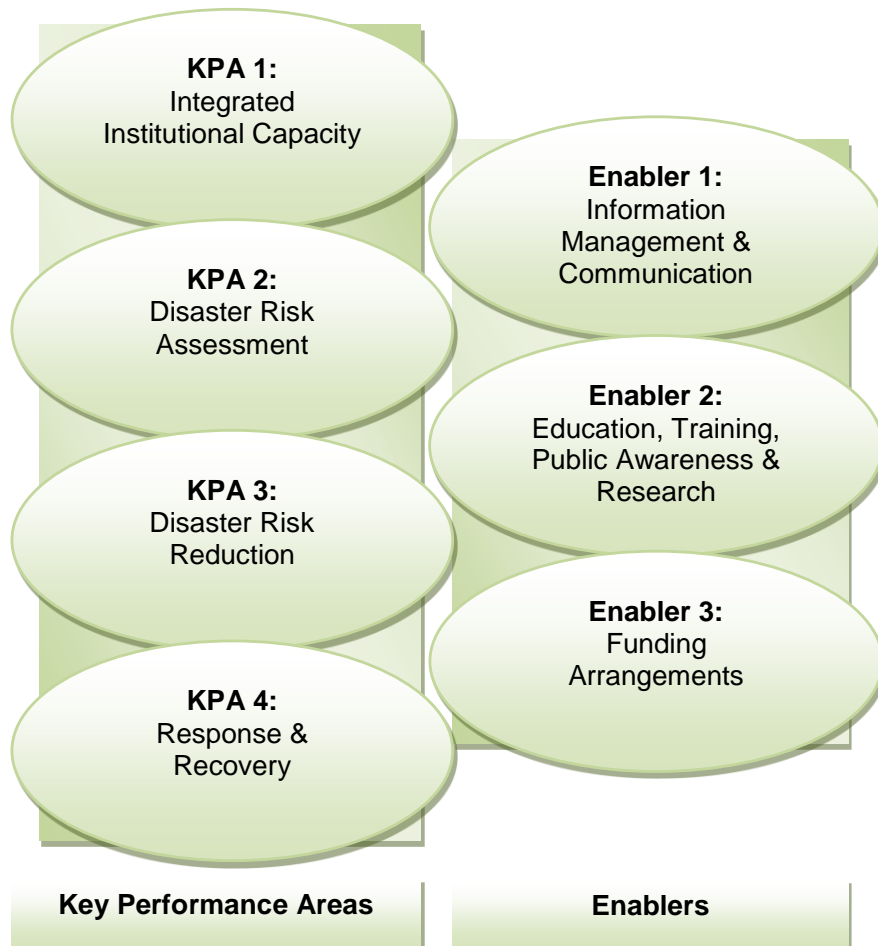 KPA 1:
Integrated
Institutional Capacity
KPA 2:
Disaster Risk
Assessment
KPA 3:
Disaster Risk
Reduction
KPA 4:
Response &
Recovery
Key Performance Areas
Enabler 1:
Information
Management &
Communication
Enabler 2:
Education, Training,
Public Awareness &
Research
Enabler 3:
Funding
Arrangements
Enablers